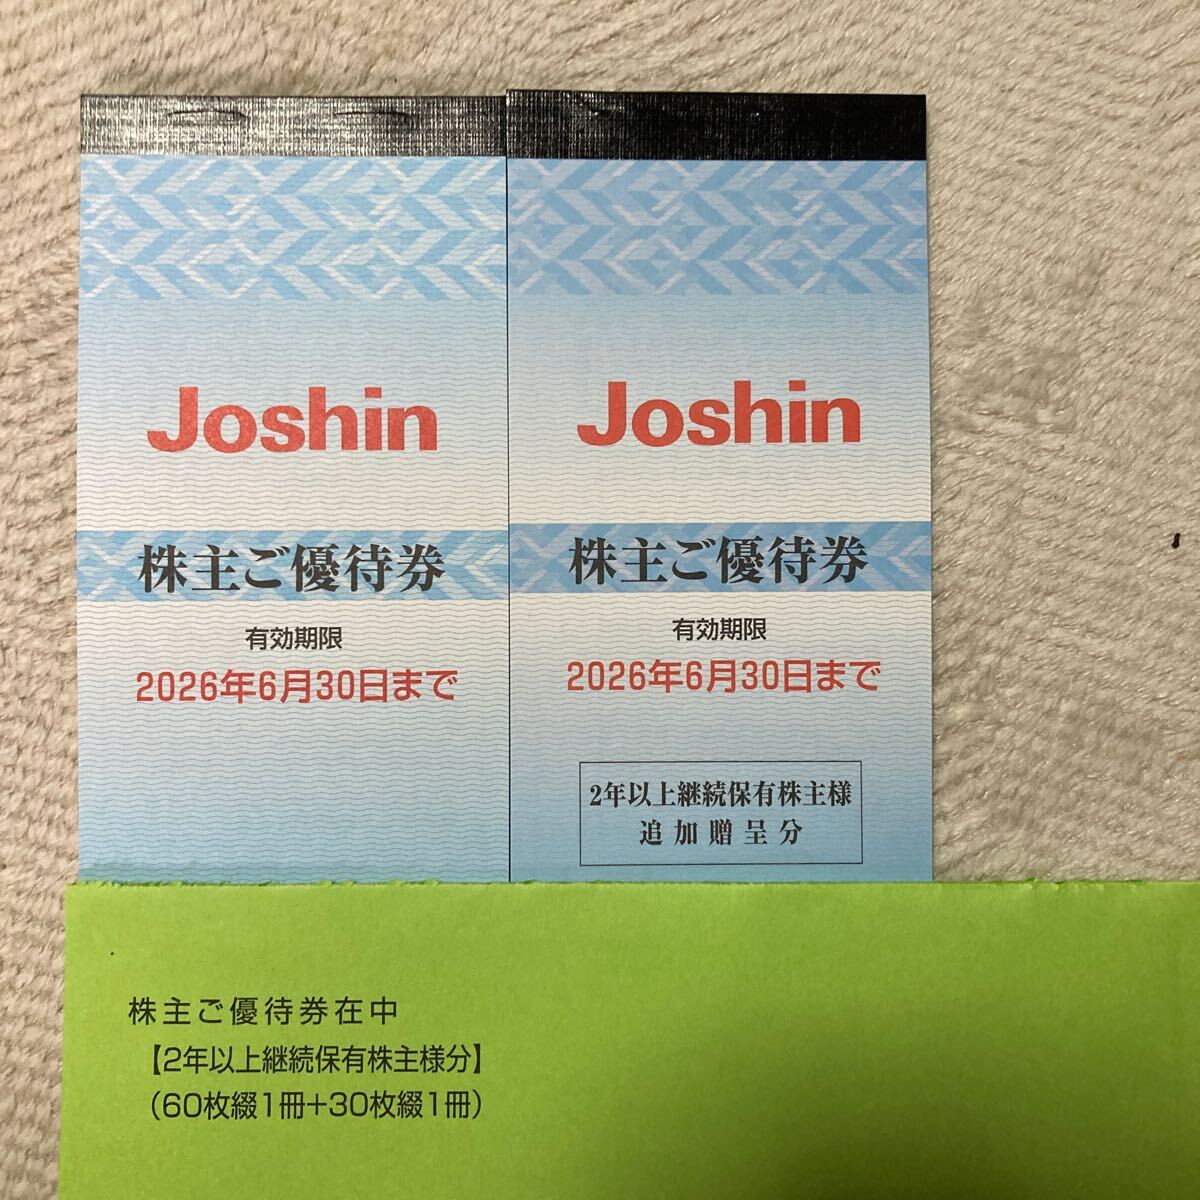 Joshin
株主ご優待券
有効期限
2026年6月30日まで
Joshin
株主ご優待券
有効期限
2026年6月30日まで
2年以上継続保有株主様
追加贈呈分
株主ご優待券在中
【2年以上継続保有株主様分】
（60枚綴1冊+30枚綴1冊）